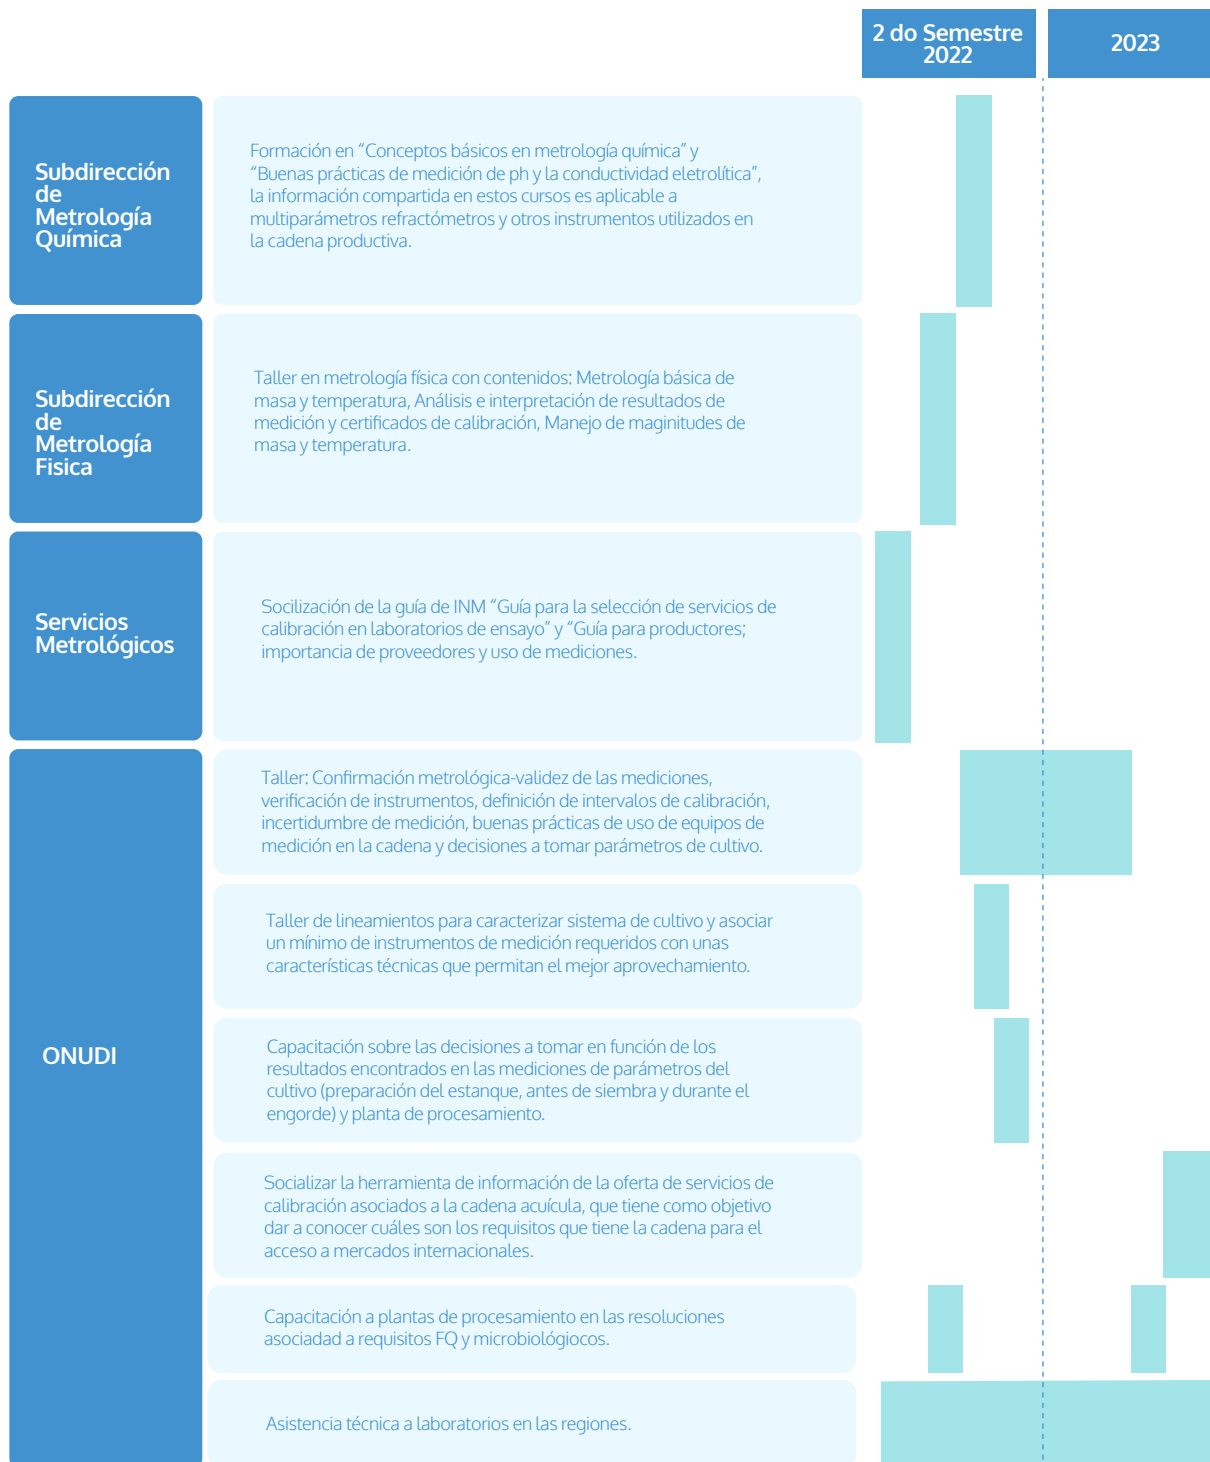 2 do Semestre
2022
2023
Subdirección
de
Metrología
Química
Formación en “Conceptos básicos en metrología química” y
“Buenas prácticas de medición de ph y la conductividad eletrolítica”,
la información compartida en estos cursos es aplicable a
multiparámetros refractómetros y otros instrumentos utilizados en
la cadena productiva.
Subdirección
de
Metrología
Fisica
Taller en metrología física con contenidos: Metrología básica de
masa y temperatura, Análisis e interpretación de resultados de
medición y certificados de calibración, Manejo de maginitudes de
masa y temperatura.
Servicios
Metrológicos
Socilización de la guía de INM “Guía para la selección de servicios de
calibración en laboratorios de ensayo” y “Guía para productores;
importancia de proveedores y uso de mediciones.
ONUDI
Taller: Confirmación metrológica-validez de las mediciones,
verificación de instrumentos, definición de intervalos de calibración,
incertidumbre de medición, buenas prácticas de uso de equipos de
medición en la cadena y decisiones a tomar parámetros de cultivo.
Taller de lineamientos para caracterizar sistema de cultivo y asociar
un mínimo de instrumentos de medición requeridos con unas
características técnicas que permitan el mejor aprovechamiento.
Capacitación sobre las decisiones a tomar en función de los
resultados encontrados en las mediciones de parámetros del
cultivo (preparación del estanque, antes de siembra y durante el
engorde) y planta de procesamiento.
Socializar la herramienta de información de la oferta de servicios de
calibración asociados a la cadena acuícula, que tiene como objetivo
dar a conocer cuáles son los requisitos que tiene la cadena para el
acceso a mercados internacionales.
Capacitación a plantas de procesamiento en las resoluciones
asociadad a requisitos FQ y microbiológiocos.
Asistencia técnica a laboratorios en las regiones.